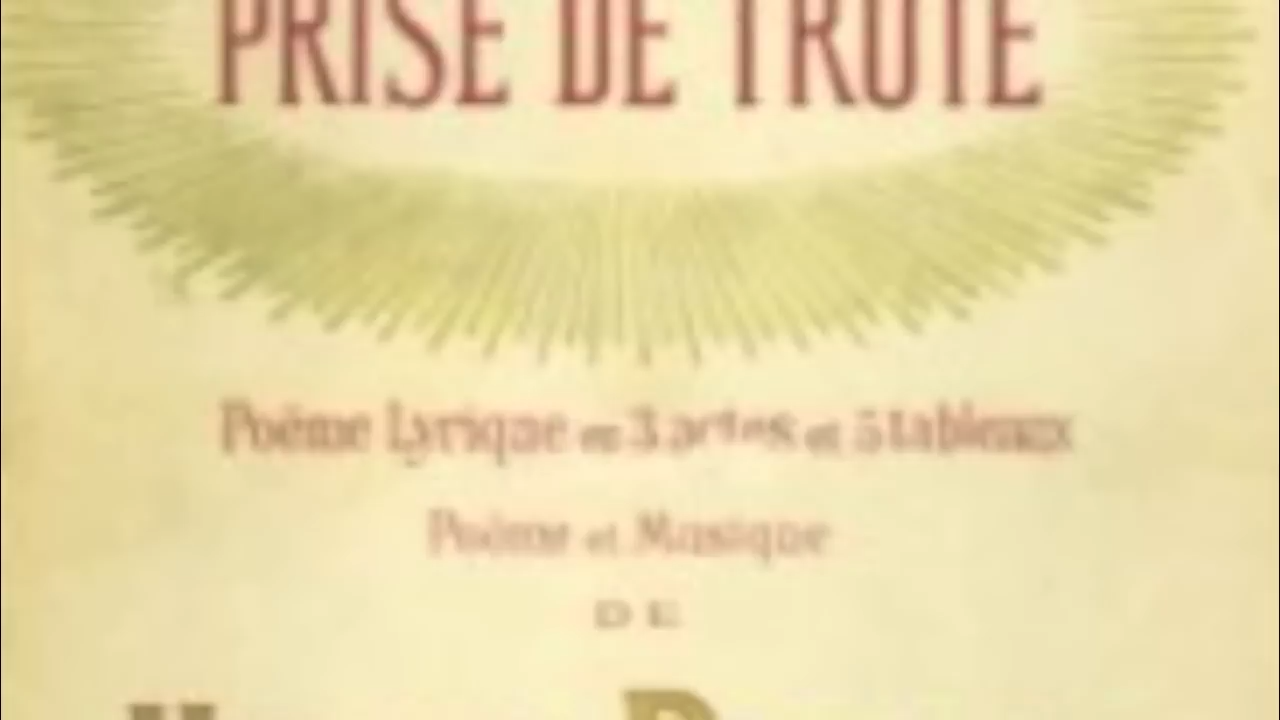 PRISE DE TROIE
Poème Lyrique en 3 actes et 5 tableaux
Poème et Musique
DE